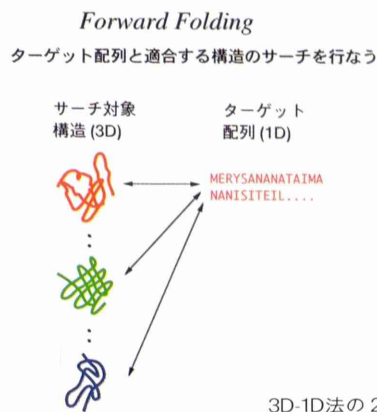 Forward Folding
ターゲット配列と適合する構造のサーチを行なう
サーチ対象
構造 (3D)
ターゲット
配列 (1D)
MERYSANANATAIMA
NANISITEIL....
3D-1D法の 2